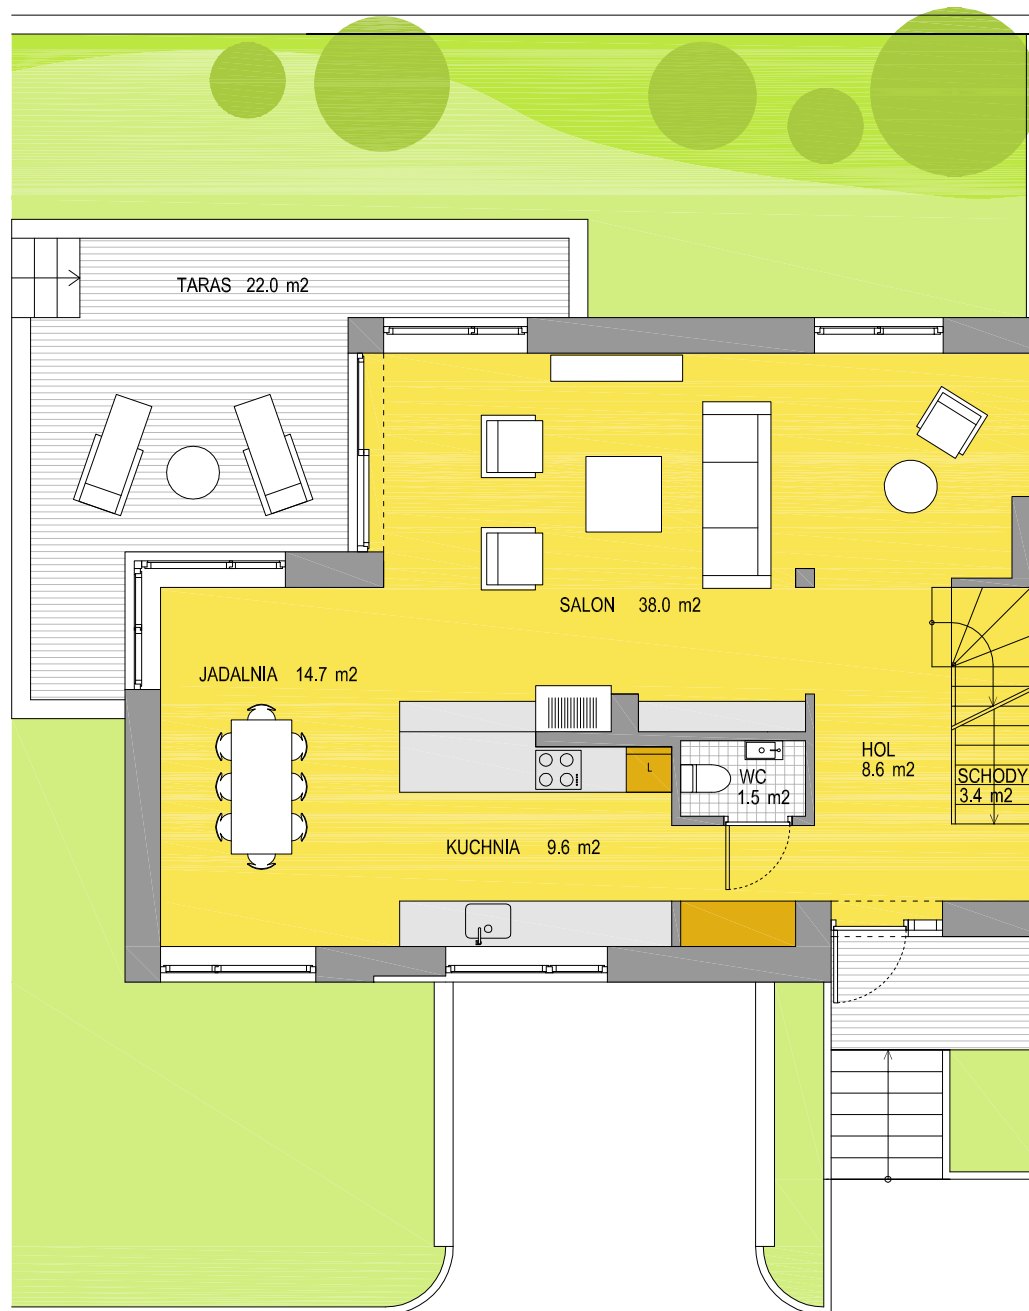 TARAS 22.0 m2
SALON 38.0 m2
JADALNIA 14.7 m2
HOL
8.6 m2
WC
1.5 m2
SCHODY
3.4 m2
L
KUCHNIA 9.6 m2